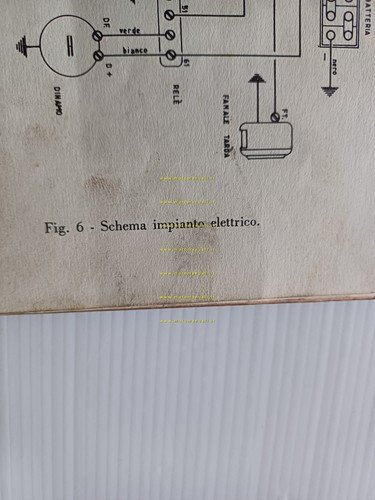 BATTERIA
DF.
verde
51
bianco
D+
61
nero
DINAMO
RELÈ
FANALE TARGA
FT.
Fig. 6 - Schema impianto elettrico.